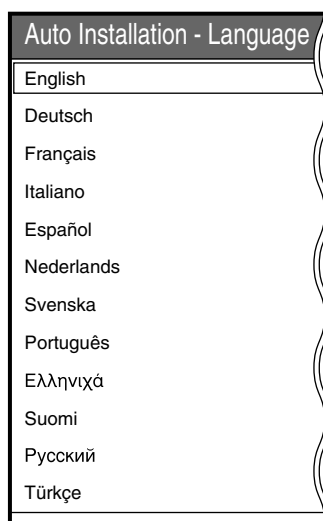 Auto Installation - Language
English
Deutsch
Français
Italiano
Español
Nederlands
Svenska
Português
Ελληνιχά
Suomi
Русский
Türkçe